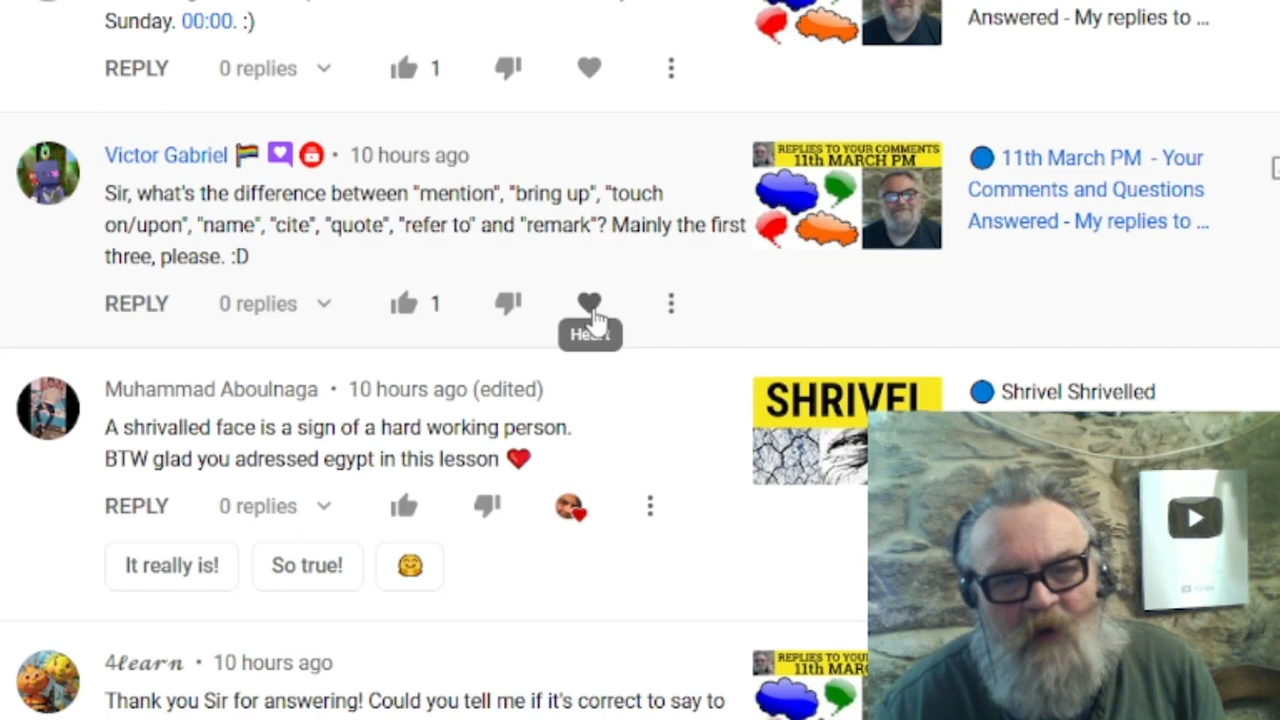 Sunday. 00:00. :)
Answered - My replies to ...
REPLY 0 replies 1
Victor Gabriel • 10 hours ago
Sir, what's the difference between "mention", "bring up", "touch
on/upon", "name", "cite", "quote", "refer to" and "remark"? Mainly the first
three, please. :D
REPLIES TO YOUR COMMENTS
11th MARCH PM
11th March PM - Your
Comments and Questions
Answered - My replies to ...
REPLY 0 replies 1
Heart
Muhammad Aboulnaga • 10 hours ago (edited)
A shrivalled face is a sign of a hard working person.
BTW glad you adressed egypt in this lesson
SHRIVEL
Shrivel Shrivelled
REPLY 0 replies
It really is!
So true!
4learn • 10 hours ago
Thank you Sir for answering! Could you tell me if it's correct to say to
REPLIES TO YOUR
11th MAR